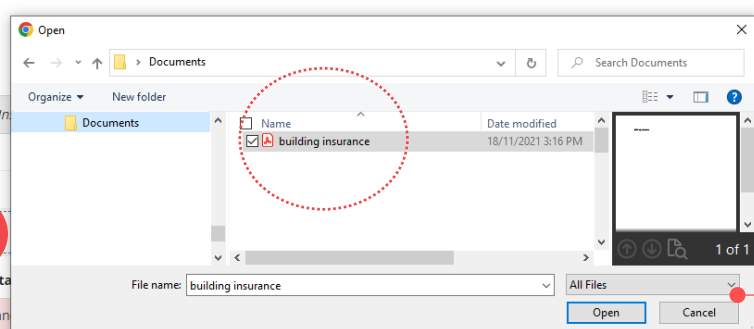 Open
Documents
Search Documents
Organize
New folder
Documents
Name
Date modified
building insurance
18/11/2021 3:16 PM
1 of 1
File name:
building insurance
All Files
Open
Cancel